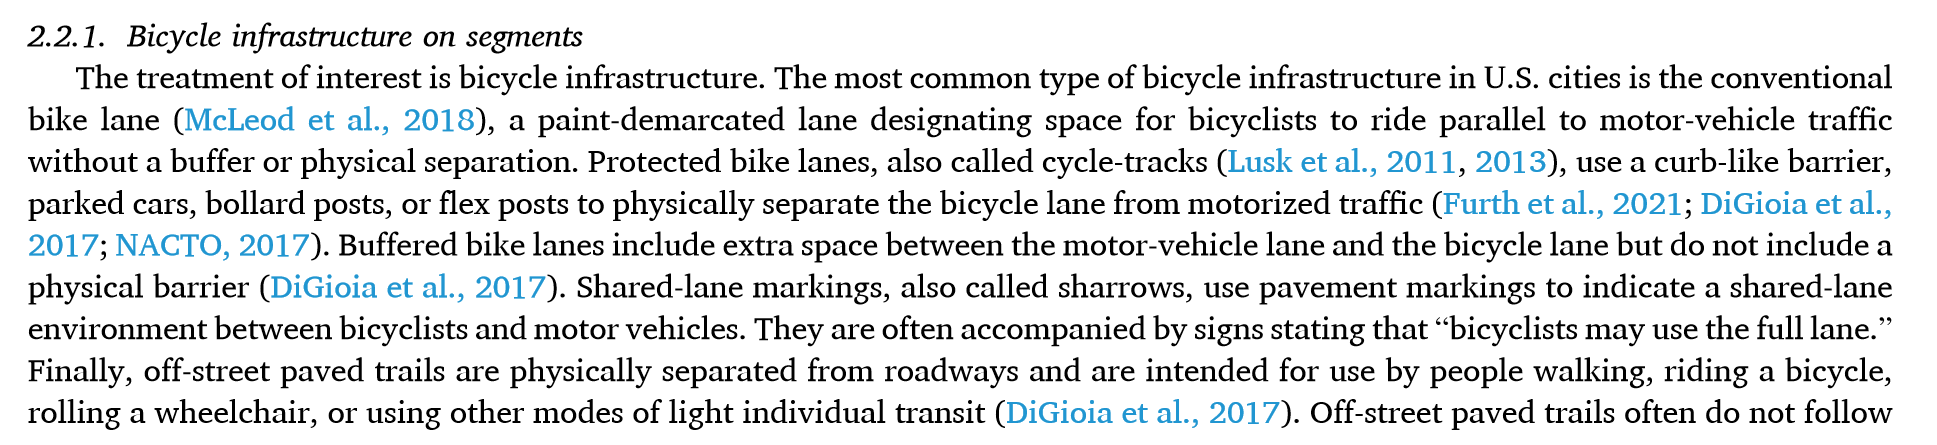 2.2.1. Bicycle infrastructure on segments
The treatment of interest is bicycle infrastructure. The most common type of bicycle infrastructure in U.S. cities is the conventional
bike lane (McLeod et al., 2018), a paint-demarcated lane designating space for bicyclists to ride parallel to motor-vehicle traffic
without a buffer or physical separation. Protected bike lanes, also called cycle-tracks (Lusk et al., 2011, 2013), use a curb-like barrier,
parked cars, bollard posts, or flex posts to physically separate the bicycle lane from motorized traffic (Furth et al., 2021; DiGioia et al.,
2017; NACTO, 2017). Buffered bike lanes include extra space between the motor-vehicle lane and the bicycle lane but do not include a
physical barrier (DiGioia et al., 2017). Shared-lane markings, also called sharrows, use pavement markings to indicate a shared-lane
environment between bicyclists and motor vehicles. They are often accompanied by signs stating that “bicyclists may use the full lane.”
Finally, off-street paved trails are physically separated from roadways and are intended for use by people walking, riding a bicycle,
rolling a wheelchair, or using other modes of light individual transit (DiGioia et al., 2017). Off-street paved trails often do not follow